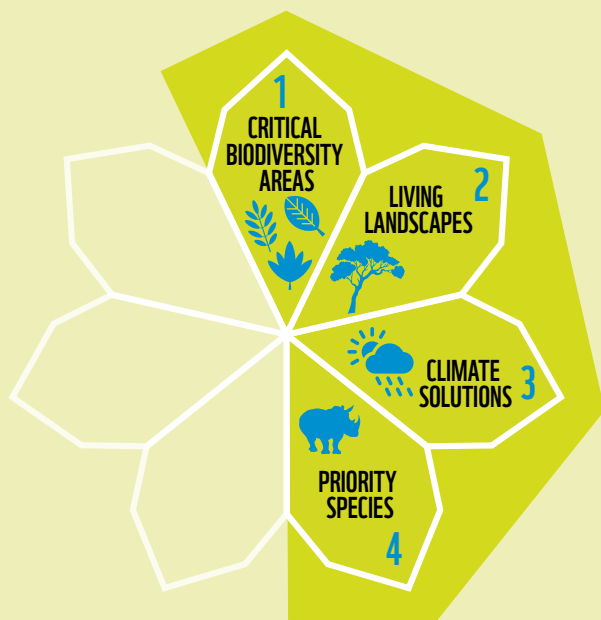 1
CRITICAL
BIODIVERSITY
AREAS
2
LIVING
LANDSCAPES
CLIMATE
SOLUTIONS 3
PRIORITY
SPECIES
4